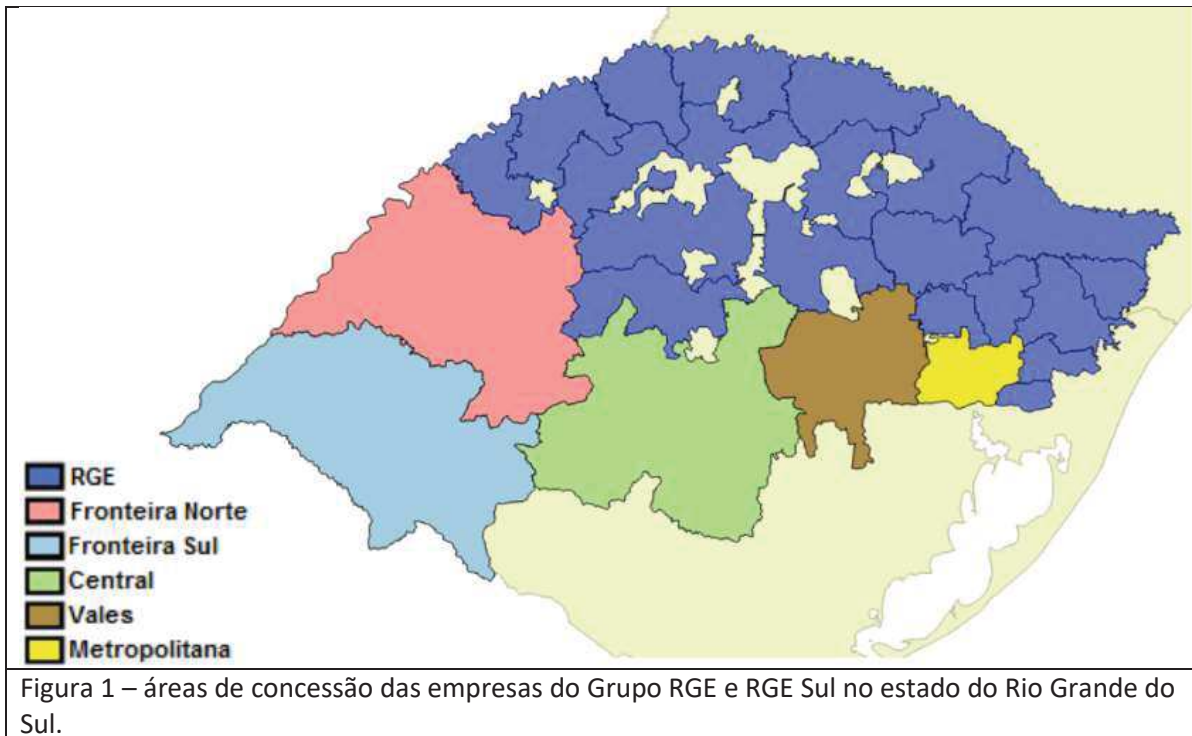 RGE
Fronteira Norte
Fronteira Sul
Central
Vales
Metropolitana
Figura 1 – áreas de concessão das empresas do Grupo RGE e RGE Sul no estado do Rio Grande do
Sul.